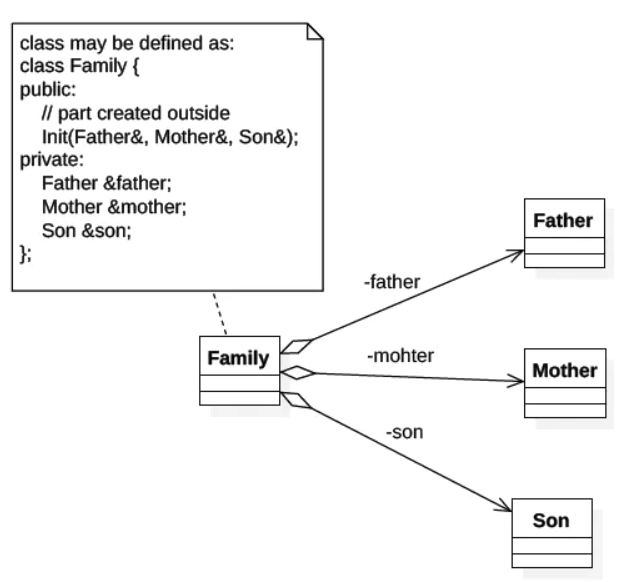 class may be defined as:
class Family {
public:
// part created outside
Init(Father&, Mother&, Son&);
private:
Father &father;
Mother &mother;
Son &son;
};
Father
-father
Family
-mohter
Mother
-son
Son